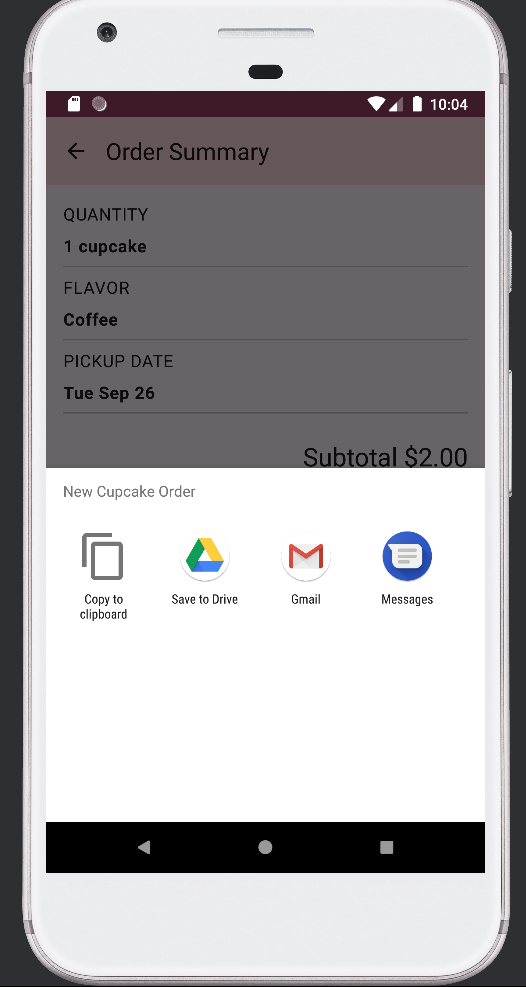 10:04
Order Summary
QUANTITY
1 cupcake
FLAVOR
Coffee
PICKUP DATE
Tue Sep 26
Subtotal $2.00
New Cupcake Order
Copy to
clipboard
Save to Drive
Gmail
Messages